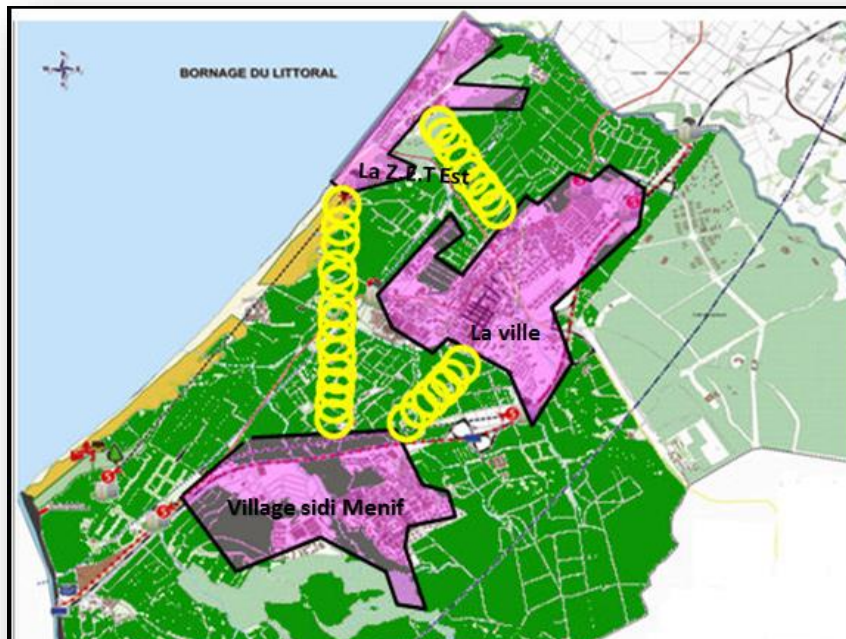 BORNAGE DU LITTORAL
La Z.E.T Est
La ville
Village sidi Menif